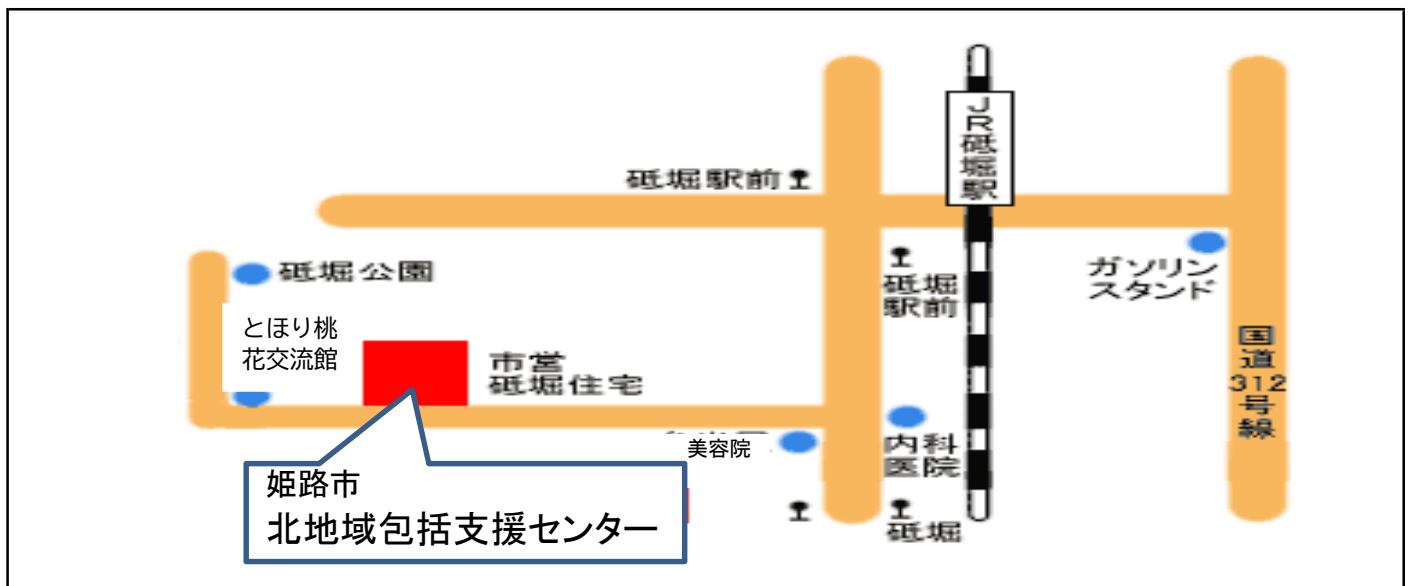 JR砥堀駅
砥堀駅前
砥堀公園
砥堀
駅前
ガソリン
スタンド
とほり桃
花交流館
市営
砥堀住宅
国道312号線
美容院
内科
医院
姫路市
北地域包括支援センター
砥堀